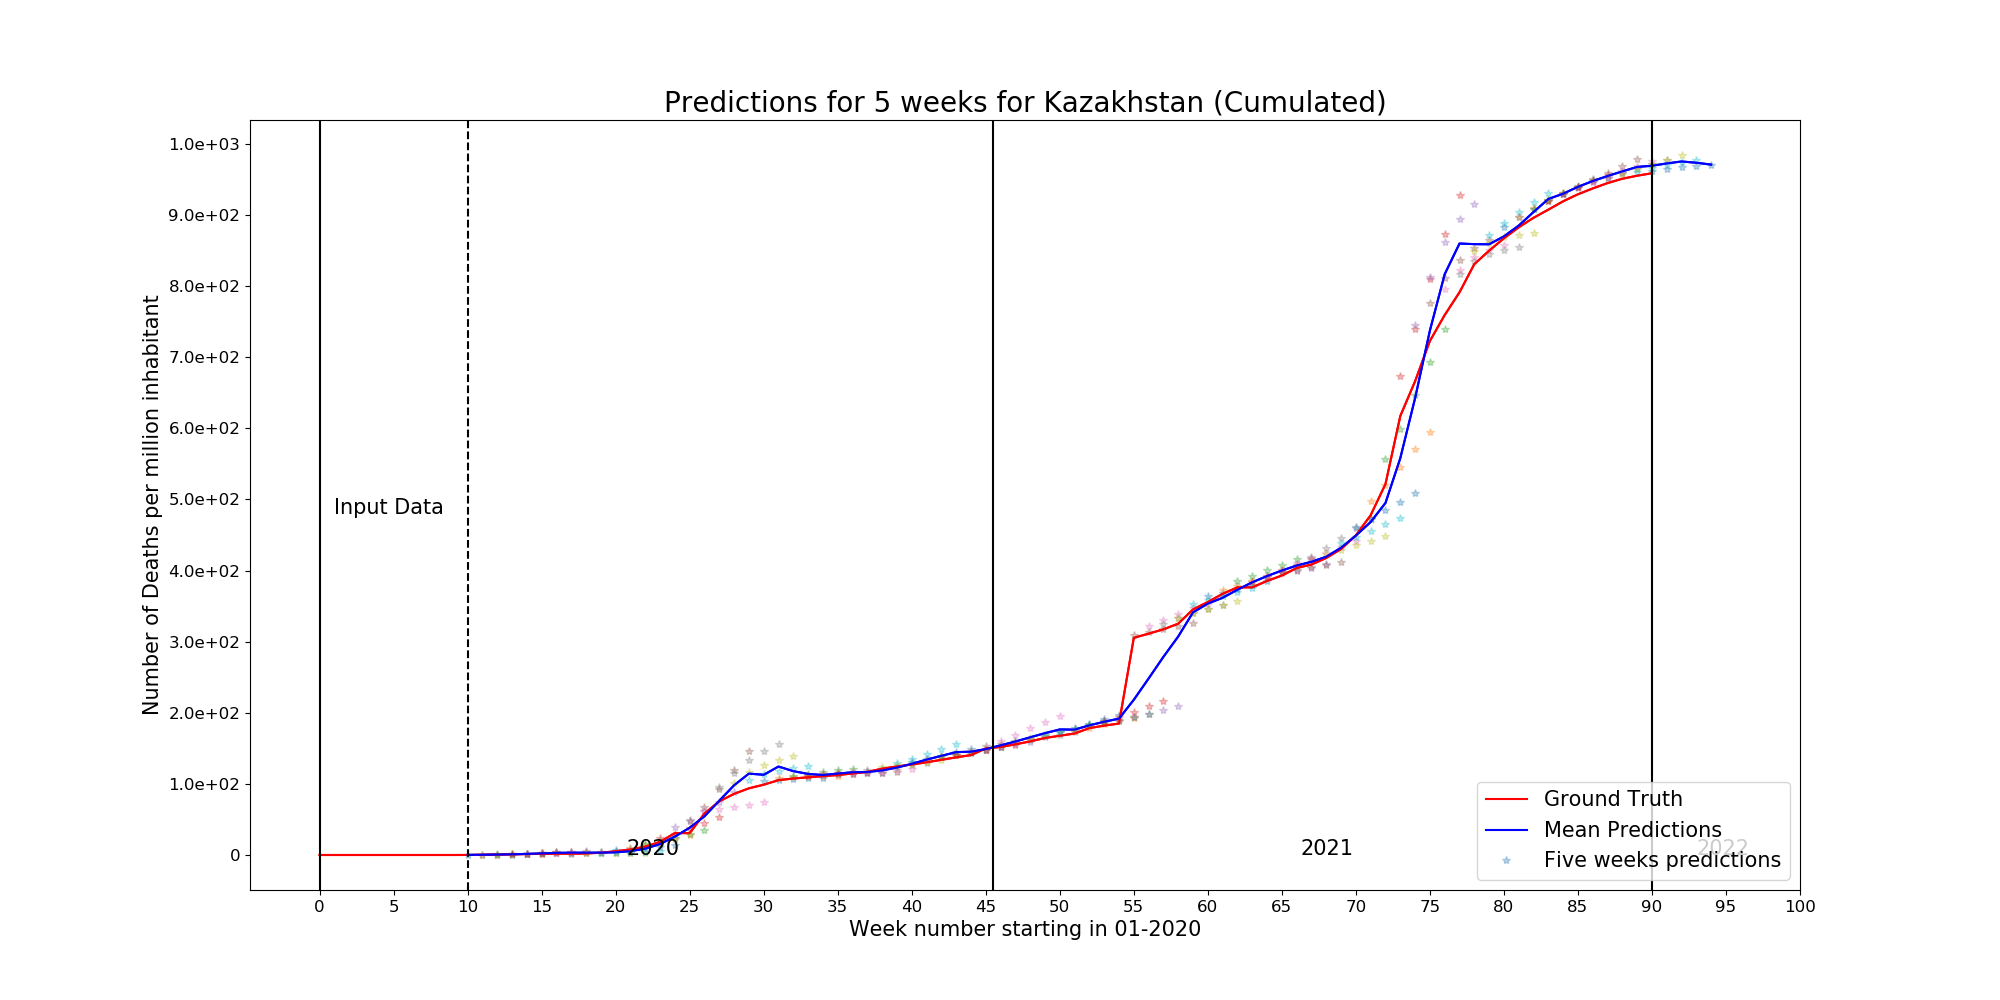 Predictions for 5 weeks for Kazakhstan (Cumulated)
Number of Deaths per million inhabitant
1.0e+03
9.0e+02
8.0e+02
7.0e+02
6.0e+02
5.0e+02
4.0e+02
3.0e+02
2.0e+02
1.0e+02
0
Input Data
2020
2021
2022
Ground Truth
Mean Predictions
Five weeks predictions
0 5 10 15 20 25 30 35 40 45 50 55 60 65 70 75 80 85 90 95 100
Week number starting in 01-2020